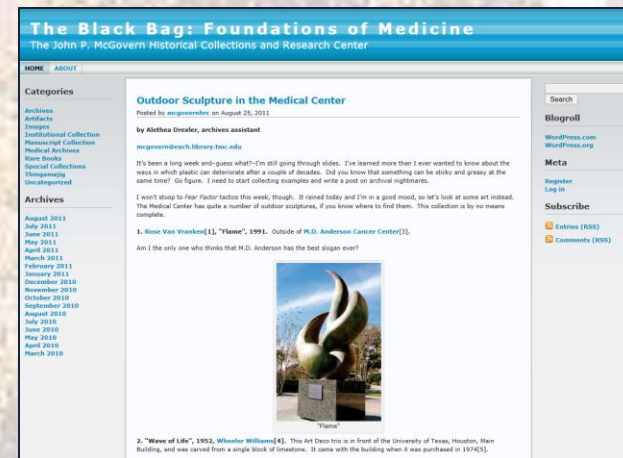 The Black Bag: Foundations of Medicine
The John P. McGovern Historical Collections and Research Center
HOME ABOUT
Categories
Archives
Artifacts
Images
Institutional Collection
Manuscript Collection
Medical Archives
Rare Books
Special Collections
Thingamajig
Uncategorized
Archives
August 2011
July 2011
June 2011
May 2011
April 2011
March 2011
February 2011
January 2011
December 2010
November 2010
October 2010
September 2010
August 2010
July 2010
June 2010
May 2010
April 2010
March 2010
Outdoor Sculpture in the Medical Center
Posted by mcgovernhrc on August 25, 2011
by Alethea Drexler, archives assistant
mcgovern@exch.library.tmc.edu
It's been a long week and–guess what?–I'm still going through slides. I've learned more than I ever wanted to know about the
ways in which plastic can deteriorate after a couple of decades. Did you know that something can be sticky and greasy at the
same time? Go figure. I need to start collecting examples and write a post on archival nightmares.
I won't stoop to Fear Factor tactics this week, though. It rained today and I'm in a good mood, so let's look at some art instead.
The Medical Center has quite a number of outdoor sculptures, if you know where to find them. This collection is by no means
complete.
1. Rose Van Vranken[1], "Flame", 1991. Outside of M.D. Anderson Cancer Center[3].
Am I the only one who thinks that M.D. Anderson has the best slogan ever?
"Flame"
2. "Wave of Life", 1952, Wheeler Williams[4]. This Art Deco trio is in front of the University of Texas, Houston, Main
Building, and was carved from a single block of limestone. It came with the building when it was purchased in 1974[5].
Search
Blogroll
WordPress.com
WordPress.org
Meta
Register
Log in
Subscribe
Entries (RSS)
Comments (RSS)